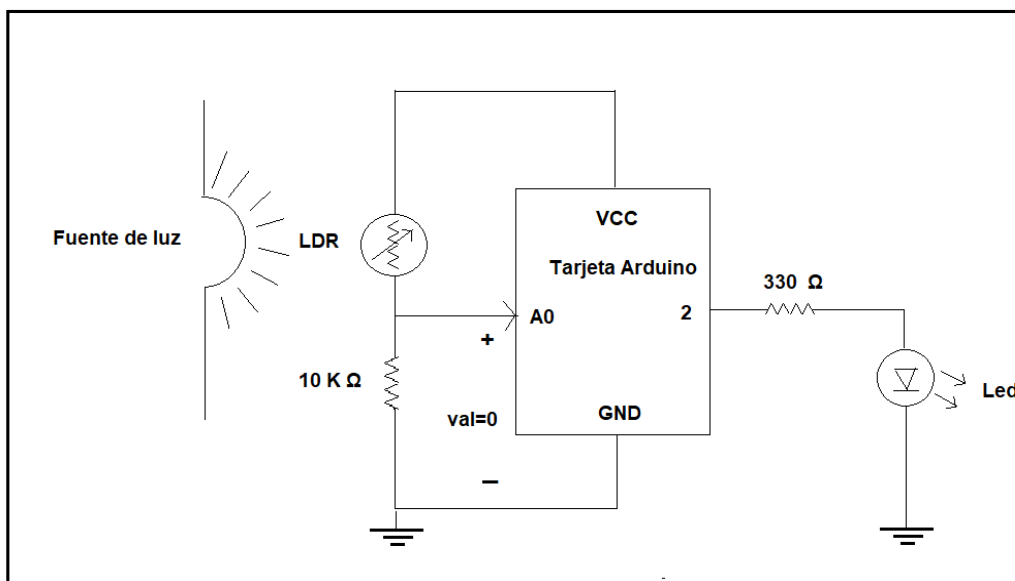 Fuente de luz
LDR
VCC
Tarjeta Arduino
330 Ω
A0
2
+
10 K Ω
val=0
GND
Led
−